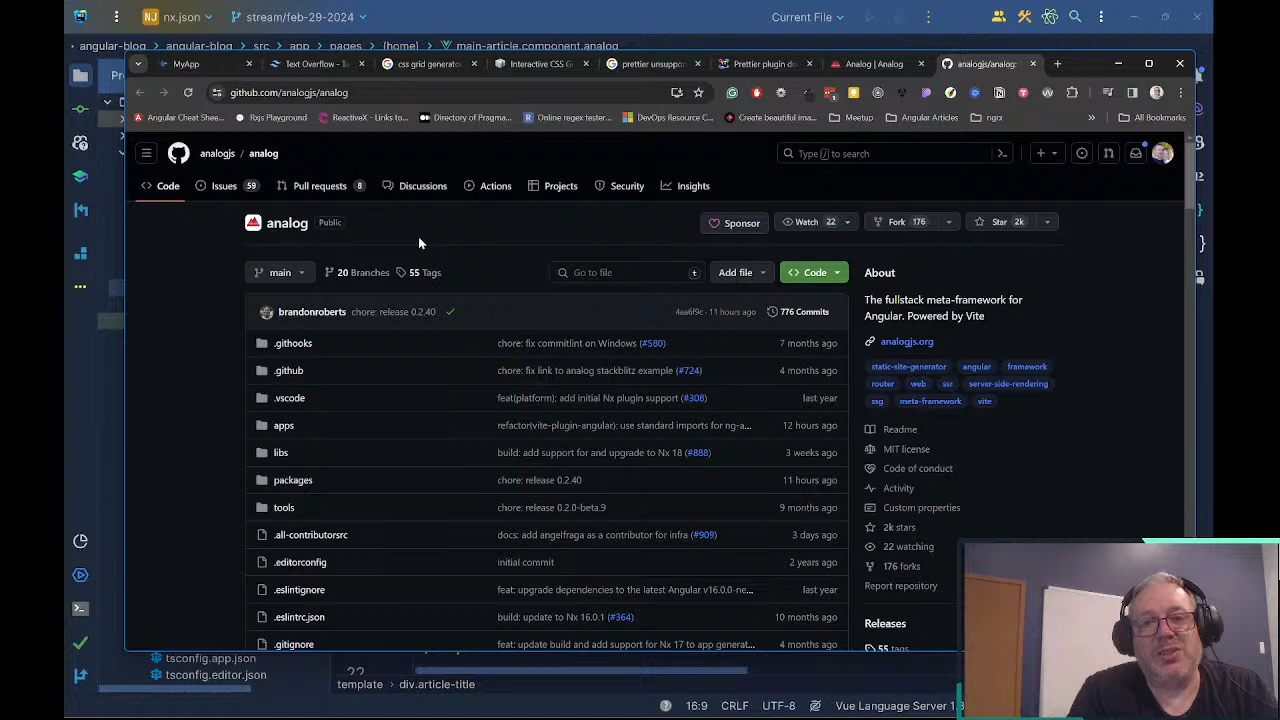 NJ nx.json
stream/feb-29-2024
Current File
angular-blog angular-blog src app pages (home) main-article.component.analog
Pr
MyApp
Text Overflow - Ta
css grid generator
Interactive CSS G
prettier unsuppo
Prettier plugin do
Analog | Analog
analogjs/analog:
github.com/analogjs/analog
Angular Cheat Shee...
Rxjs Playground
ReactiveX - Links to...
Directory of Pragma...
Online regex tester...
DevOps Resource C...
Create beautiful ima...
Meetup
Angular Articles
ngrx
»
All Bookmarks
analogjs / analog
Type / to search
Code
Issues 59
Pull requests 8
Discussions
Actions
Projects
Security
Insights
analog Public
Sponsor
Watch 22
Fork 176
Star 2k
main
20 Branches
55 Tags
Go to file t
Add file
Code
About
brandonroberts chore: release 0.2.40
4aa6f9c · 11 hours ago
776 Commits
The fullstack meta-framework for
Angular. Powered by Vite
.githooks chore: fix commitlint on Windows (#580) 7 months ago
analogjs.org
.github chore: fix link to analog stackblitz example (#724) 4 months ago
static-site-generator angular framework
router web ssr server-side-rendering
.vscode feat(platform): add initial Nx plugin support (#308) last year
ssg meta-framework vite
apps refactor(vite-plugin-angular): use standard imports for ng-a... 12 hours ago
Readme
libs build: add support for and upgrade to Nx 18 (#888) 3 weeks ago
MIT license
Code of conduct
packages chore: release 0.2.40 11 hours ago
Activity
tools chore: release 0.2.0-beta.9 9 months ago
Custom properties
2k stars
.all-contributorsrc docs: add angelfraga as a contributor for infra (#909) 3 days ago
22 watching
.editorconfig initial commit 2 years ago
176 forks
Report repository
.eslintignore feat: upgrade dependencies to the latest Angular v16.0.0-ne... last year
.eslintrc.json build: update to Nx 16.0.1 (#364) 10 months ago
Releases
.gitignore feat: update build and add support for Nx 17 to app generat... 4 months ago
55 tags
tsconfig.app.json
tsconfig.editor.json
22
template div.article-title
16:9 CRLF UTF-8 Vue Language Server 1.8